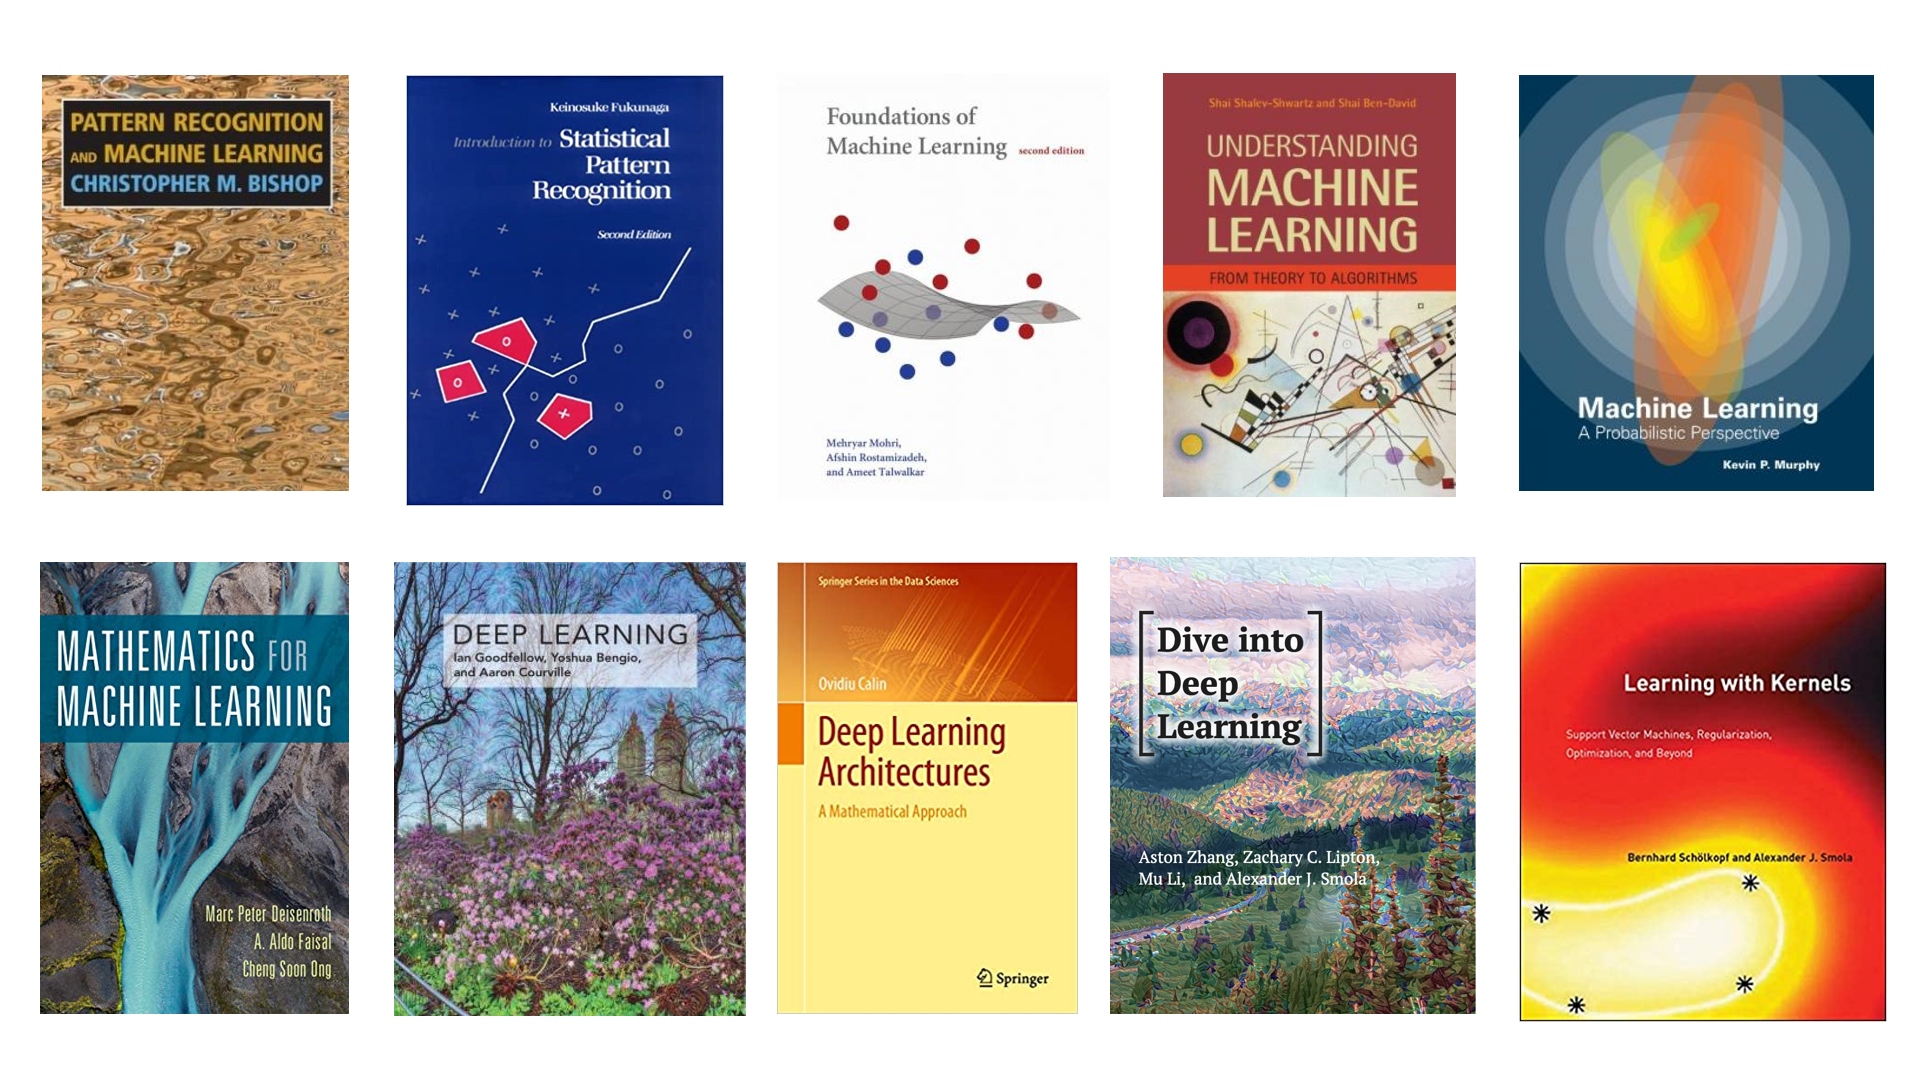 PATTERN RECOGNITION
AND MACHINE LEARNING
CHRISTOPHER M. BISHOP
Keinosuke Fukunaga
Introduction to Statistical
Pattern
Recognition
Second Edition
Foundations of
Machine Learning second edition
Mehryar Mohri,
Afshin Rostamizadeh,
and Ameet Talwalkar
Shai Shalev-Shwartz and Shai Ben-David
UNDERSTANDING
MACHINE
LEARNING
FROM THEORY TO ALGORITHMS
Machine Learning
A Probabilistic Perspective
Kevin P. Murphy
MATHEMATICS FOR
MACHINE LEARNING
Marc Peter Deisenroth
A. Aldo Faisal
Cheng Soon Ong
DEEP LEARNING
Ian Goodfellow, Yoshua Bengio,
and Aaron Courville
Springer Series in the Data Sciences
Ovidiu Calin
Deep Learning
Architectures
A Mathematical Approach
Springer
Dive into
Deep
Learning
Aston Zhang, Zachary C. Lipton,
Mu Li, and Alexander J. Smola
Learning with Kernels
Support Vector Machines, Regularization,
Optimization, and Beyond
Bernhard Schölkopf and Alexander J. Smola